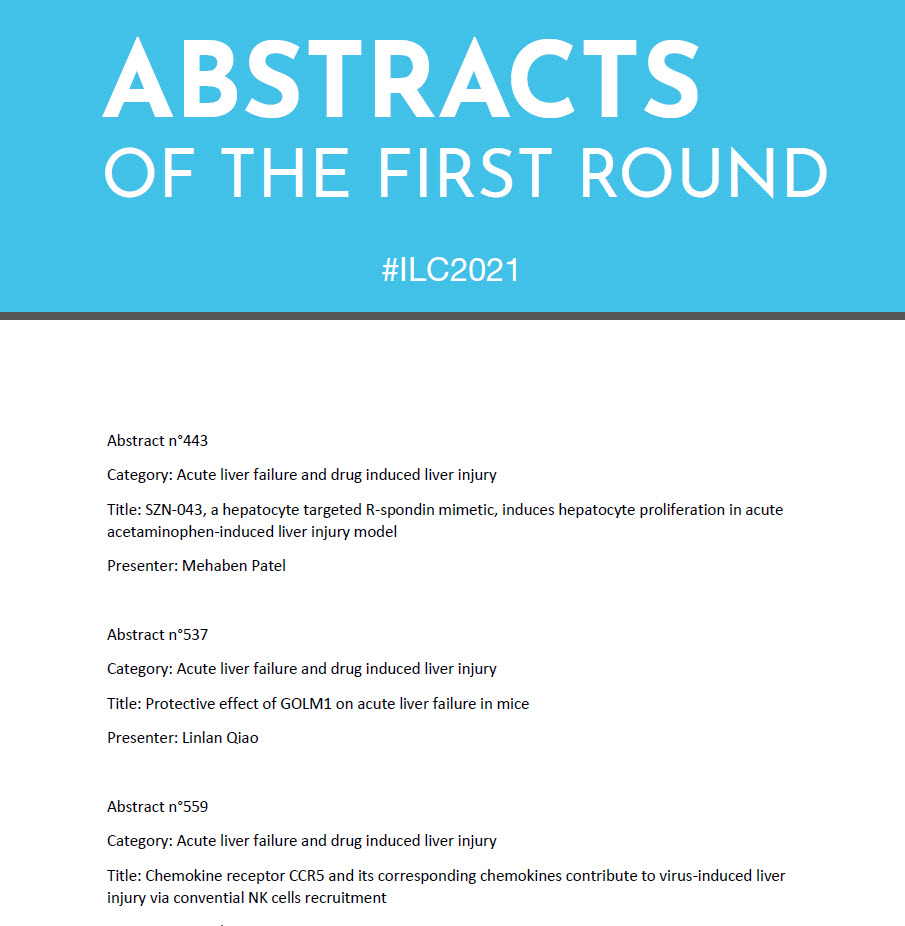 ABSTRACTS
OF THE FIRST ROUND
#ILC2021
Abstract n°443
Category: Acute liver failure and drug induced liver injury
Title: SZN-043, a hepatocyte targeted R-spondin mimetic, induces hepatocyte proliferation in acute
acetaminophen-induced liver injury model
Presenter: Mehaben Patel
Abstract n°537
Category: Acute liver failure and drug induced liver injury
Title: Protective effect of GOLM1 on acute liver failure in mice
Presenter: Linlan Qiao
Abstract n°559
Category: Acute liver failure and drug induced liver injury
Title: Chemokine receptor CCR5 and its corresponding chemokines contribute to virus-induced liver
injury via convential NK cells recruitment